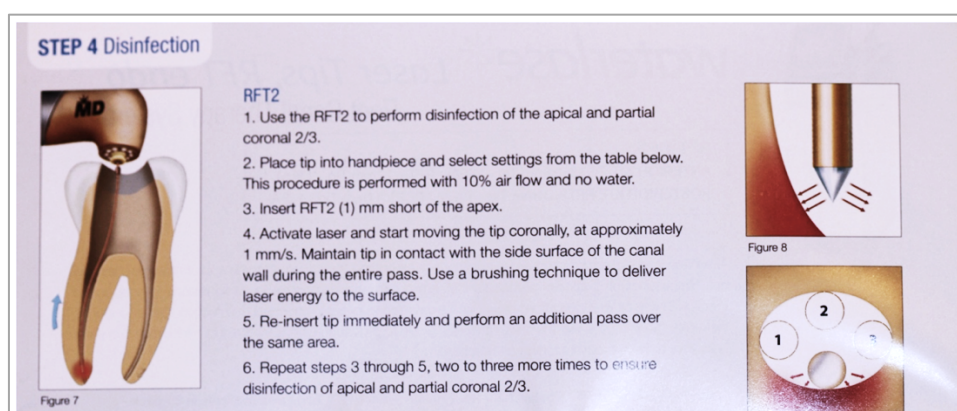 STEP 4 Disinfection
MD
RFT2
1. Use the RFT2 to perform disinfection of the apical and partial
coronal 2/3.
2. Place tip into handpiece and select settings from the table below.
This procedure is performed with 10% air flow and no water.
3. Insert RFT2 (1) mm short of the apex.
4. Activate laser and start moving the tip coronally, at approximately
1 mm/s. Maintain tip in contact with the side surface of the canal
wall during the entire pass. Use a brushing technique to deliver
laser energy to the surface.
5. Re-insert tip immediately and perform an additional pass over
the same area.
6. Repeat steps 3 through 5, two to three more times to ensure
disinfection of apical and partial coronal 2/3.
Figure 7
Figure 8
1
2
3